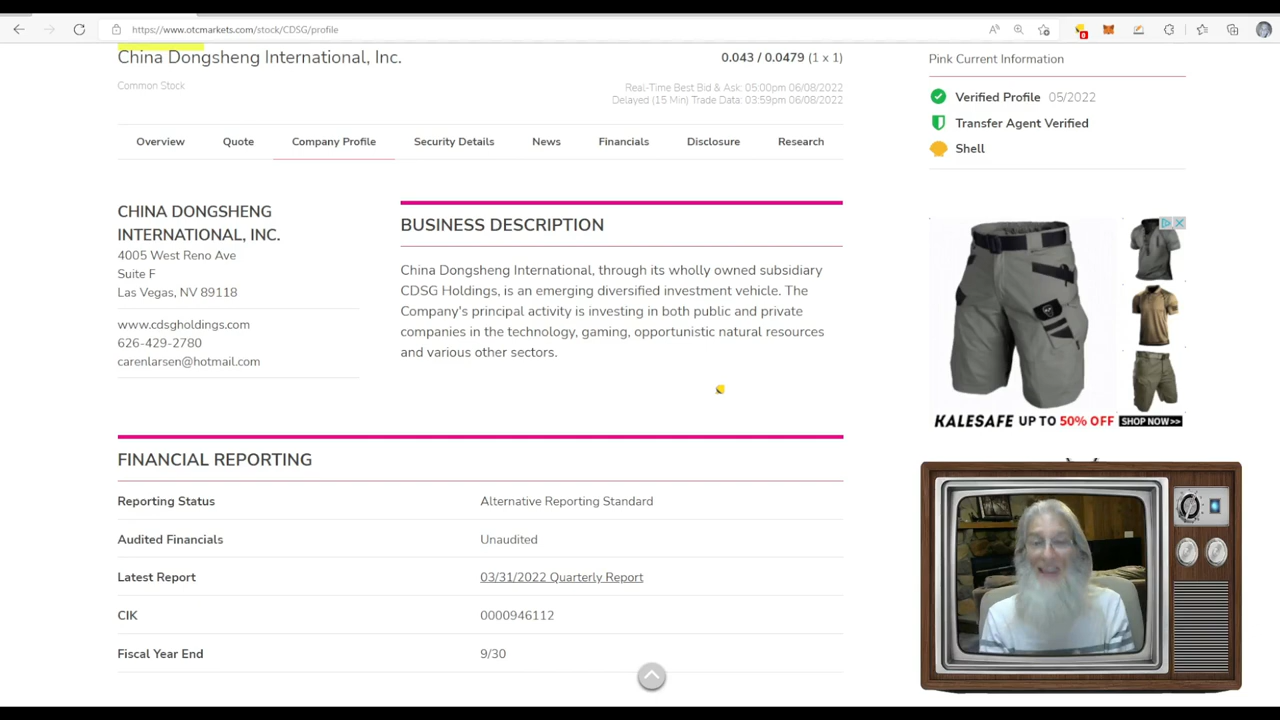 https://www.otcmarkets.com/stock/CDSG/profile
China Dongsheng International, Inc.
0.043 / 0.0479 (1 x 1)
Common Stock
Real-Time Best Bid & Ask: 05:00pm 06/08/2022
Delayed (15 Min) Trade Data: 03:59pm 06/08/2022
Overview Quote Company Profile Security Details News Financials Disclosure Research
Pink Current Information
Verified Profile 05/2022
Transfer Agent Verified
Shell
CHINA DONGSHENG
INTERNATIONAL, INC.
4005 West Reno Ave
Suite F
Las Vegas, NV 89118
www.cdsgholdings.com
626-429-2780
carenlarsen@hotmail.com
BUSINESS DESCRIPTION
China Dongsheng International, through its wholly owned subsidiary
CDSG Holdings, is an emerging diversified investment vehicle. The
Company's principal activity is investing in both public and private
companies in the technology, gaming, opportunistic natural resources
and various other sectors.
KALESAFE UP TO 50% OFF SHOP NOW>>
FINANCIAL REPORTING
Reporting Status Alternative Reporting Standard
Audited Financials Unaudited
Latest Report 03/31/2022 Quarterly Report
CIK 0000946112
Fiscal Year End 9/30